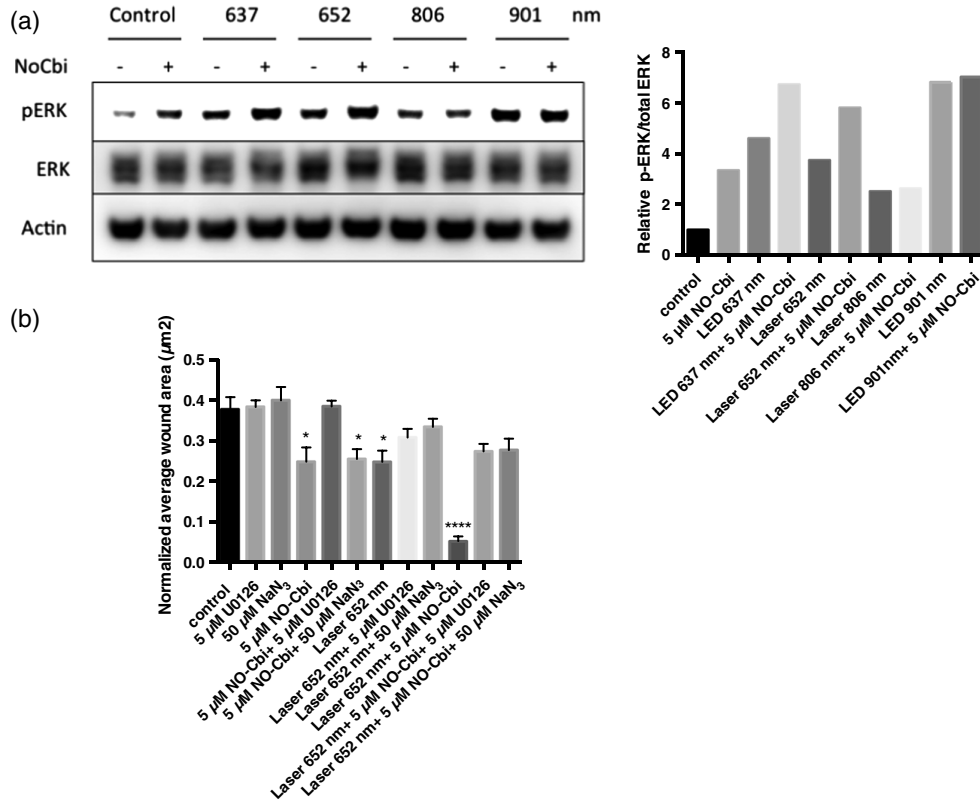 (a)
Control 637 652 806 901 nm
NoCbi - + - + - + - + - +
pERK
ERK
Actin
Relative p-ERK/total ERK
8
6
4
2
0
control
5 µM NO-Cbi
LED 637 nm
LED 637 nm+ 5 µM NO-Cbi
Laser 652 nm
Laser 652 nm+ 5 µM NO-Cbi
Laser 806 nm
Laser 806 nm+ 5 µM NO-Cbi
LED 901 nm
LED 901nm+ 5 µM NO-Cbi
(b)
Normalized average wound area (µm2)
0.5
0.4
0.3
0.2
0.1
0.0
* * * ****
control
5 µM U0126
50 µM NaN3
5 µM NO-Cbi
5 µM NO-Cbi+ 5 µM U0126
5 µM NO-Cbi+ 50 µM NaN3
Laser 652 nm
Laser 652 nm+ 5 µM U0126
Laser 652 nm+ 50 µM NaN3
Laser 652 nm+ 5 µM NO-Cbi
Laser 652 nm+ 5 µM NO-Cbi+ 5 µM U0126
Laser 652 nm+ 5 µM NO-Cbi+ 50 µM NaN3